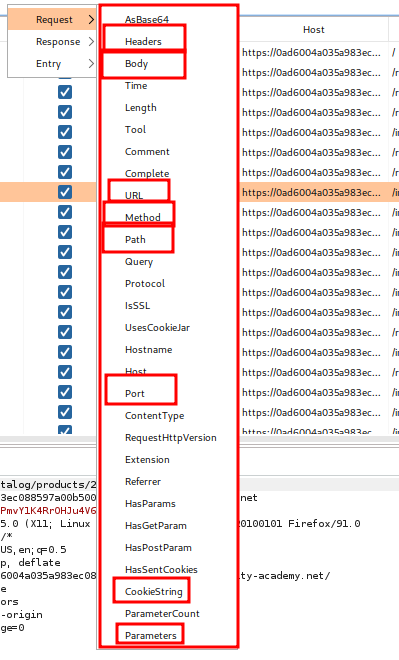 Request
Response
Entry
AsBase64
Headers
Body
Time
Length
Tool
Comment
Complete
URL
Method
Path
Query
Protocol
IsSSL
UsesCookieJar
Hostname
Host
Port
ContentType
RequestHttpVersion
Extension
Referrer
HasParams
HasGetParam
HasPostParam
HasSentCookies
CookieString
ParameterCount
Parameters
Host
https://0ad6004a035a983ec... /
https://0ad6004a035a983ec... /r
https://0ad6004a035a983ec... /r
https://0ad6004a035a983ec... /r
https://0ad6004a035a983ec... /r
https://0ad6004a035a983ec... /i
https://0ad6004a035a983ec... /i
https://0ad6004a035a983ec... /i
https://0ad6004a035a983ec... /i
https://0ad6004a035a983ec... /i
https://0ad6004a035a983ec... /i
https://0ad6004a035a983ec... /i
https://0ad6004a035a983ec... /i
https://0ad6004a035a983ec... /i
https://0ad6004a035a983ec... /i
https://0ad6004a035a983ec... /i
https://0ad6004a035a983ec... /r
https://0ad6004a035a983ec... /r
https://0ad6004a035a983ec... /i
https://0ad6004a035a983ec... /i
talog/products/2
3ec088597a00b500 net
PmvY1K4RrOHJu4V6
5.0 (X11; Linux 20100101 Firefox/91.0
/*
US,en;q=0.5
p, deflate
6004a035a983ec08 ty-academy.net/
e
ors
-origin
ge=0